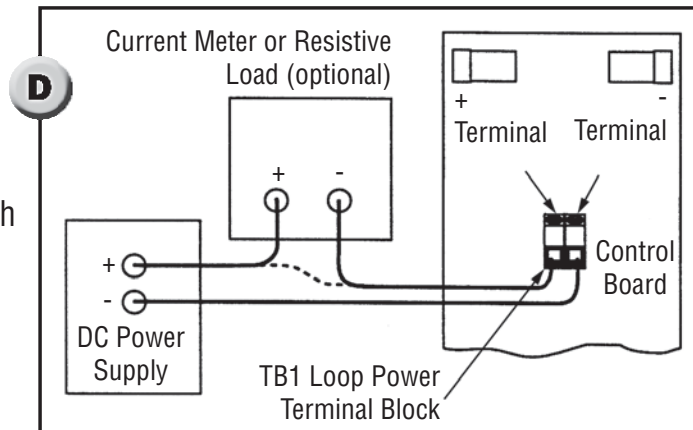 D
Current Meter or Resistive
Load (optional)
+
-
+
Terminal
-
Terminal
h
+
-
DC Power
Supply
Control
Board
TB1 Loop Power
Terminal Block